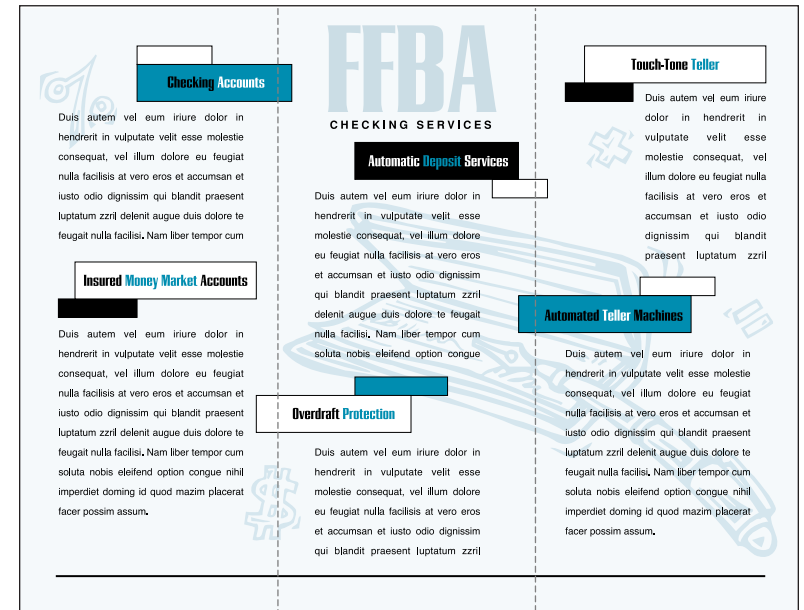 Checking Accounts
Duis autem vel eum iriure dolor in
hendrerit in vulputate velit esse molestie
consequat, vel illum dolore eu feugiat
nulla facilisis at vero eros et accumsan et
iusto odio dignissim qui blandit praesent
luptatum zzril delenit augue duis dolore te
feugait nulla facilisi. Nam liber tempor cum
Insured Money Market Accounts
Duis autem vel eum iriure dolor in
hendrerit in vulputate velit esse molestie
consequat, vel illum dolore eu feugiat
nulla facilisis at vero eros et accumsan et
iusto odio dignissim qui blandit praesent
luptatum zzril delenit augue duis dolore te
feugait nulla facilisi. Nam liber tempor cum
soluta nobis eleifend option congue nihil
imperdiet doming id quod mazim placerat
facer possim assum.
FFBA
CHECKING SERVICES
Automatic Deposit Services
Duis autem vel eum iriure dolor in
hendrerit in vulputate velit esse
molestie consequat, vel illum dolore
eu feugiat nulla facilisis at vero eros
et accumsan et iusto odio dignissim
qui blandit praesent luptatum zzril
delenit augue duis dolore te feugait
nulla facilisi. Nam liber tempor cum
soluta nobis eleifend option congue
Overdraft Protection
Duis autem vel eum iriure dolor in
hendrerit in vulputate velit esse
molestie consequat, vel illum dolore
eu feugiat nulla facilisis at vero eros
et accumsan et iusto odio dignissim
qui blandit praesent luptatum zzril
Touch-Tone Teller
Duis autem vel eum iriure
dolor in hendrerit in
vulputate velit esse
molestie consequat, vel
illum dolore eu feugiat nulla
facilisis at vero eros et
accumsan et iusto odio
dignissim qui blandit
praesent luptatum zzril
Automated Teller Machines
Duis autem vel eum iriure dolor in
hendrerit in vulputate velit esse molestie
consequat, vel illum dolore eu feugiat
nulla facilisis at vero eros et accumsan et
iusto odio dignissim qui blandit praesent
luptatum zzril delenit augue duis dolore te
feugait nulla facilisi. Nam liber tempor cum
soluta nobis eleifend option congue nihil
imperdiet doming id quod mazim placerat
facer possim assum.